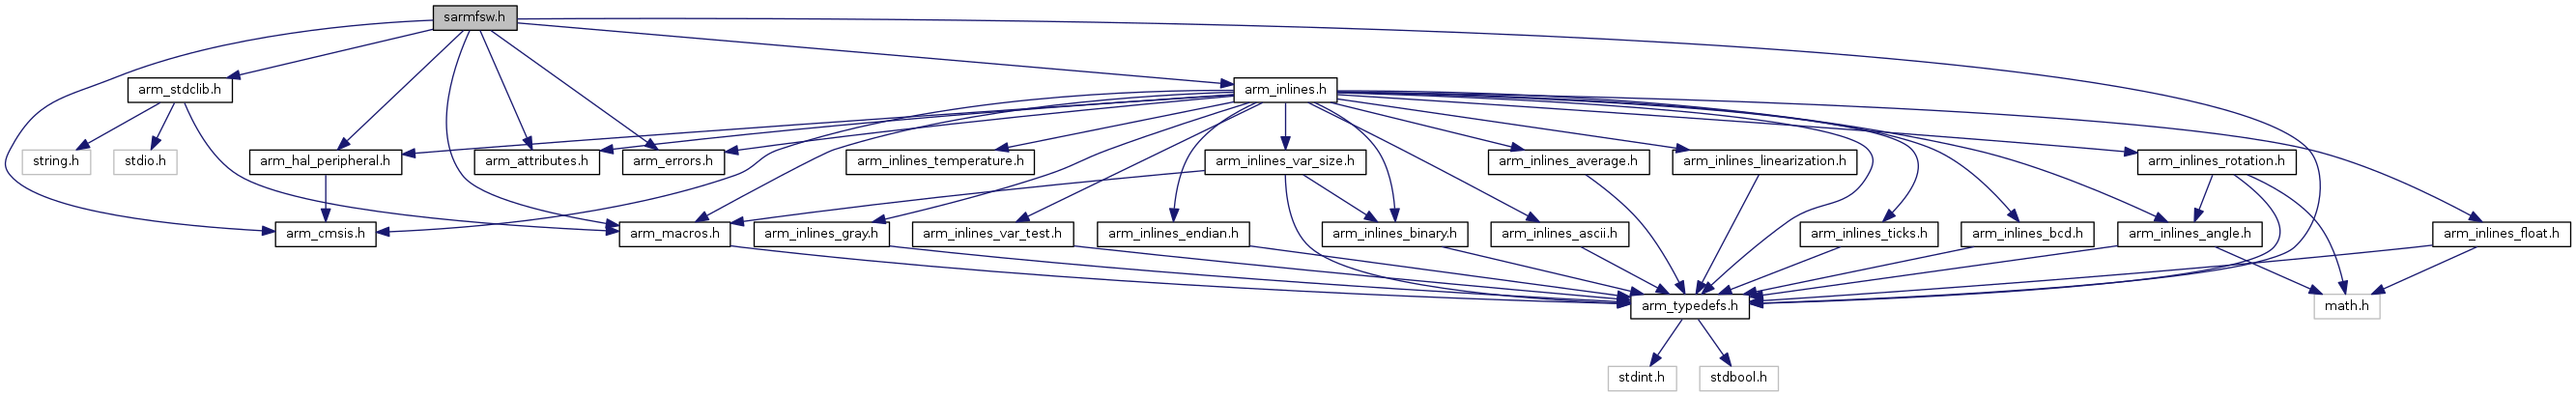 sarmfsw.h
arm_stdclib.h
arm_inlines.h
string.h
stdio.h
arm_hal_peripheral.h
arm_attributes.h
arm_errors.h
arm_inlines_temperature.h
arm_inlines_var_size.h
arm_inlines_average.h
arm_inlines_linearization.h
arm_inlines_rotation.h
arm_cmsis.h
arm_macros.h
arm_inlines_gray.h
arm_inlines_var_test.h
arm_inlines_endian.h
arm_inlines_binary.h
arm_inlines_ascii.h
arm_inlines_ticks.h
arm_inlines_bcd.h
arm_inlines_angle.h
arm_inlines_float.h
arm_typedefs.h
math.h
stdint.h
stdbool.h